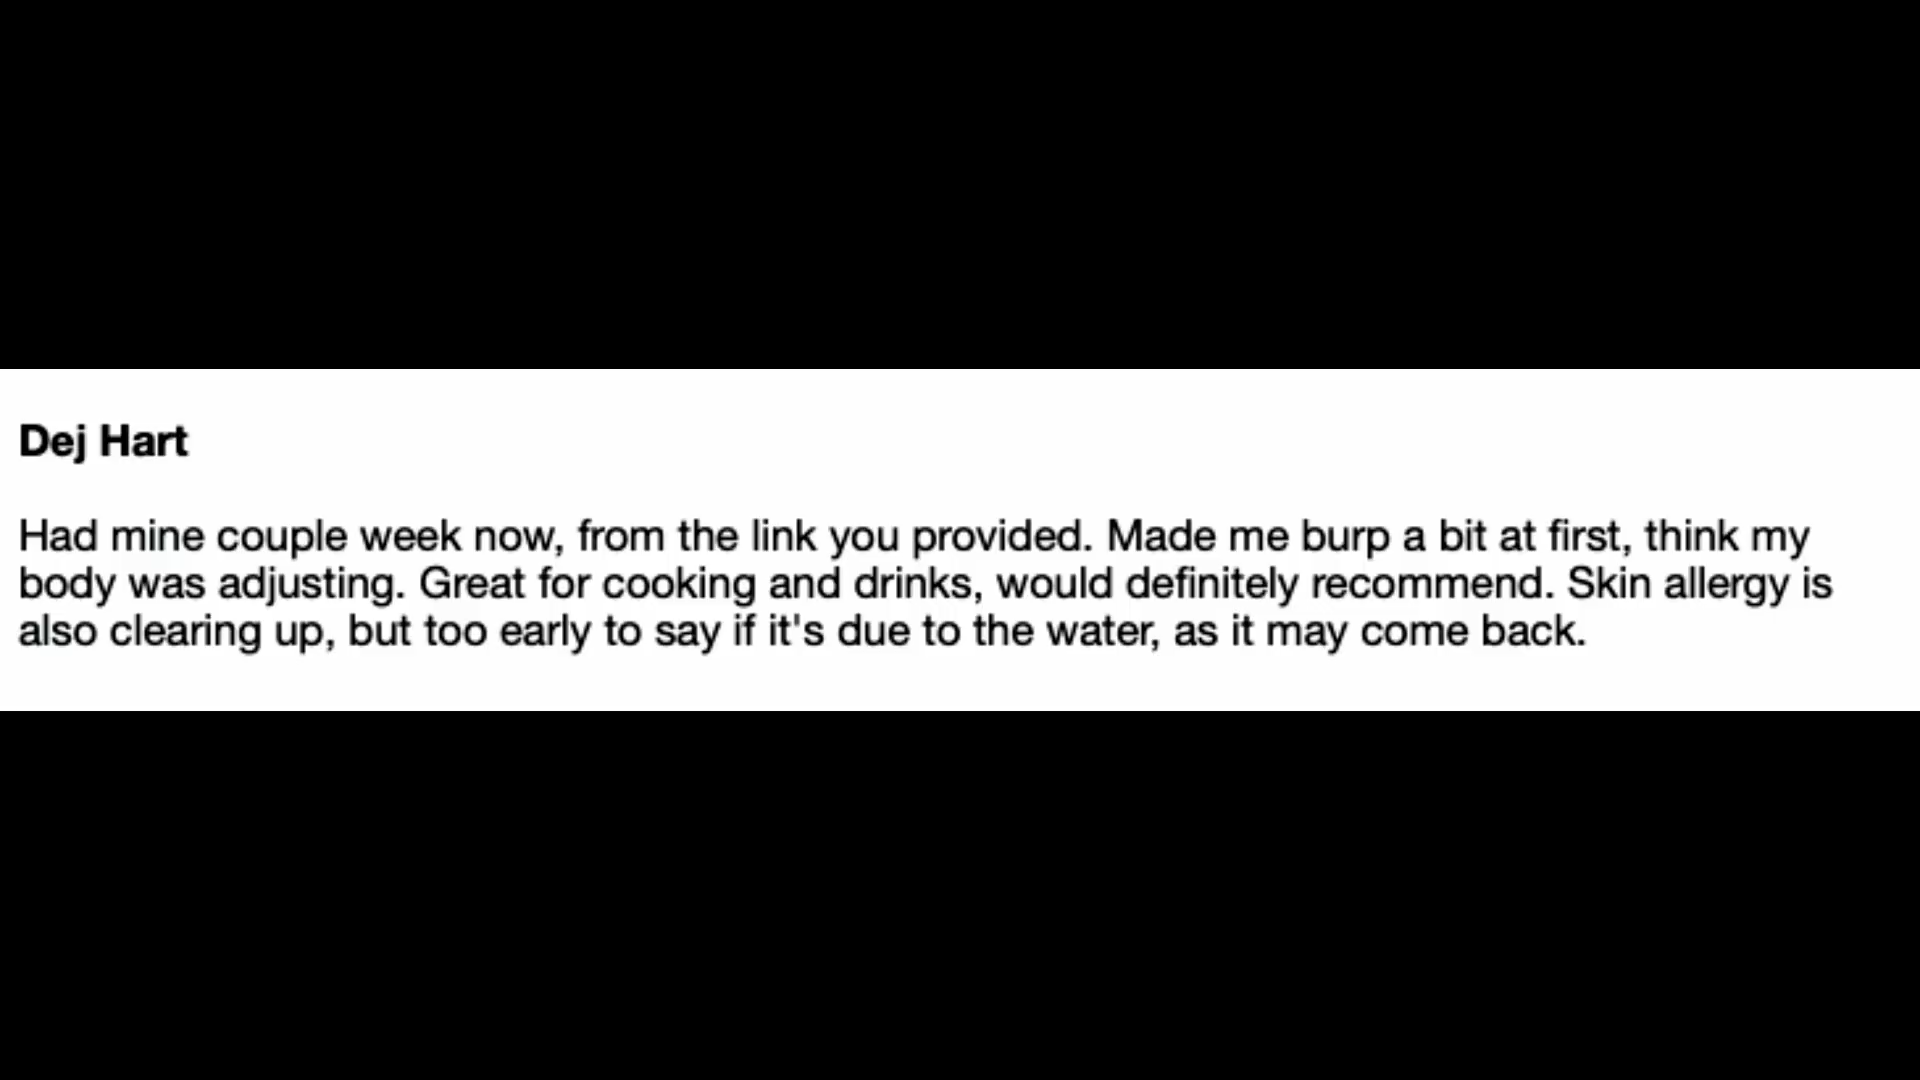 Dej Hart
Had mine couple week now, from the link you provided. Made me burp a bit at first, think my
body was adjusting. Great for cooking and drinks, would definitely recommend. Skin allergy is
also clearing up, but too early to say if it's due to the water, as it may come back.